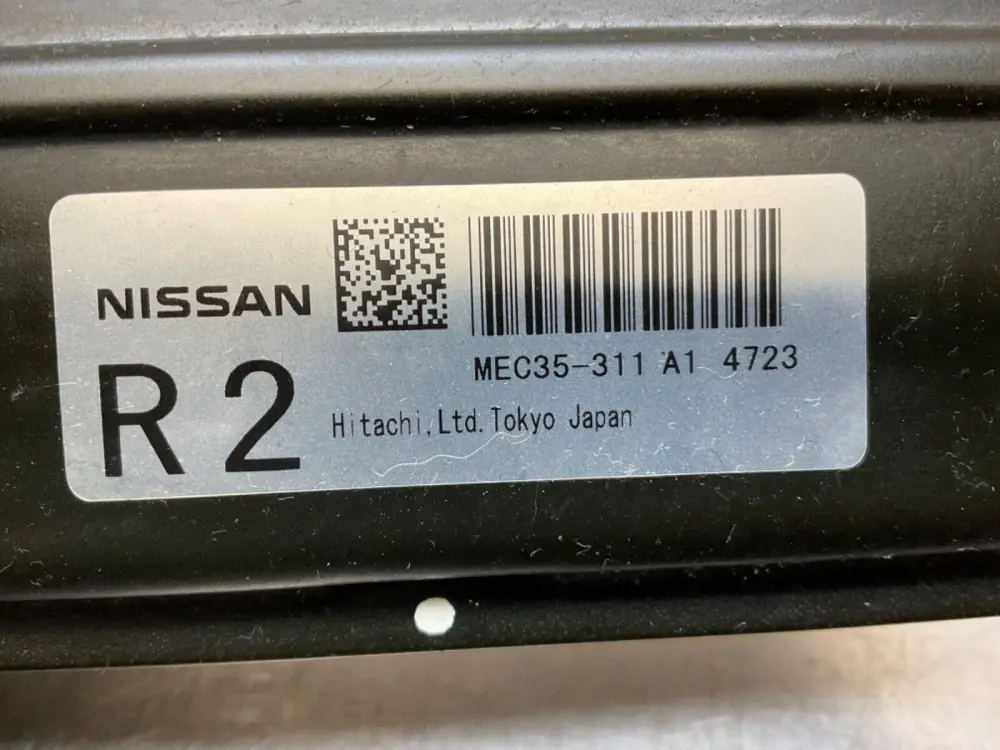 NISSAN
MEC35-311 A1 4723
R2
Hitachi,Ltd.Tokyo Japan